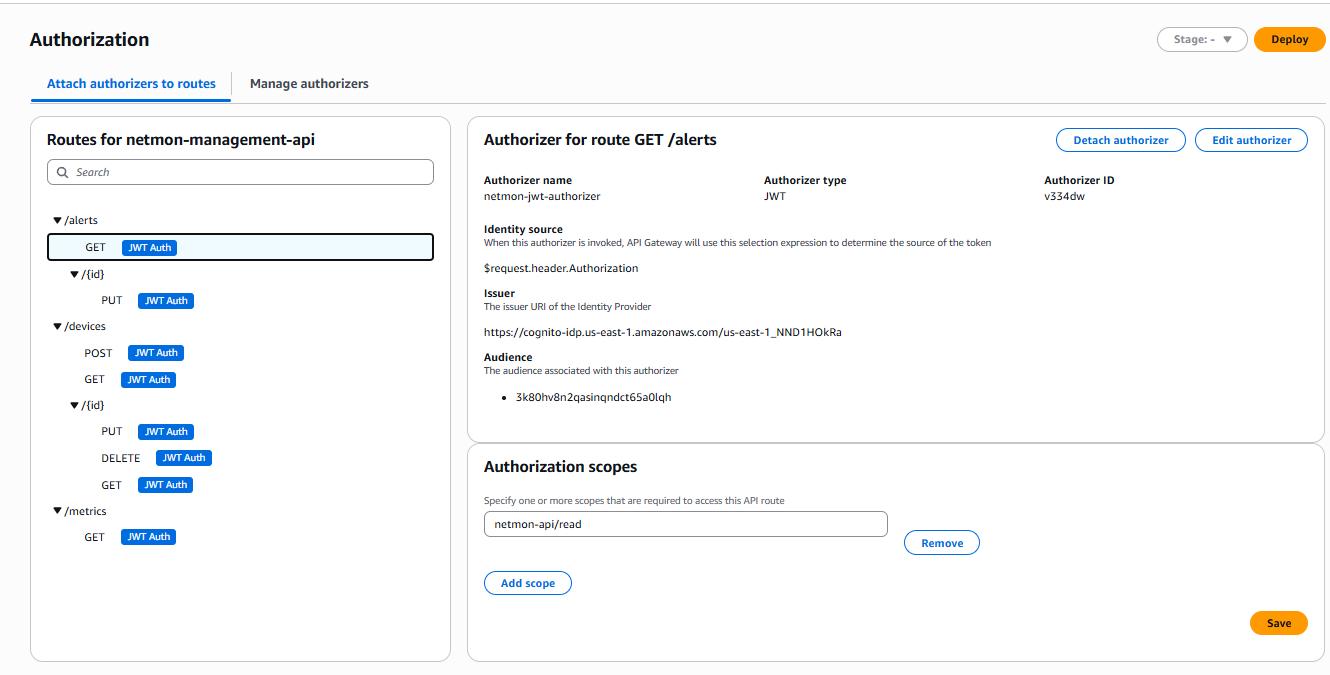 Authorization
Stage: -
Deploy
Attach authorizers to routes
Manage authorizers
Routes for netmon-management-api
Search
/alerts
GET JWT Auth
/{id}
PUT JWT Auth
/devices
POST JWT Auth
GET JWT Auth
/{id}
PUT JWT Auth
DELETE JWT Auth
GET JWT Auth
/metrics
GET JWT Auth
Authorizer for route GET /alerts
Detach authorizer
Edit authorizer
Authorizer name
netmon-jwt-authorizer
Authorizer type
JWT
Authorizer ID
v334dw
Identity source
When this authorizer is invoked, API Gateway will use this selection expression to determine the source of the token
$request.header.Authorization
Issuer
The issuer URI of the Identity Provider
https://cognito-idp.us-east-1.amazonaws.com/us-east-1_NND1HOkRa
Audience
The audience associated with this authorizer
• 3k80hv8n2qasinqndct65a0lqh
Authorization scopes
Specify one or more scopes that are required to access this API route
netmon-api/read
Remove
Add scope
Save